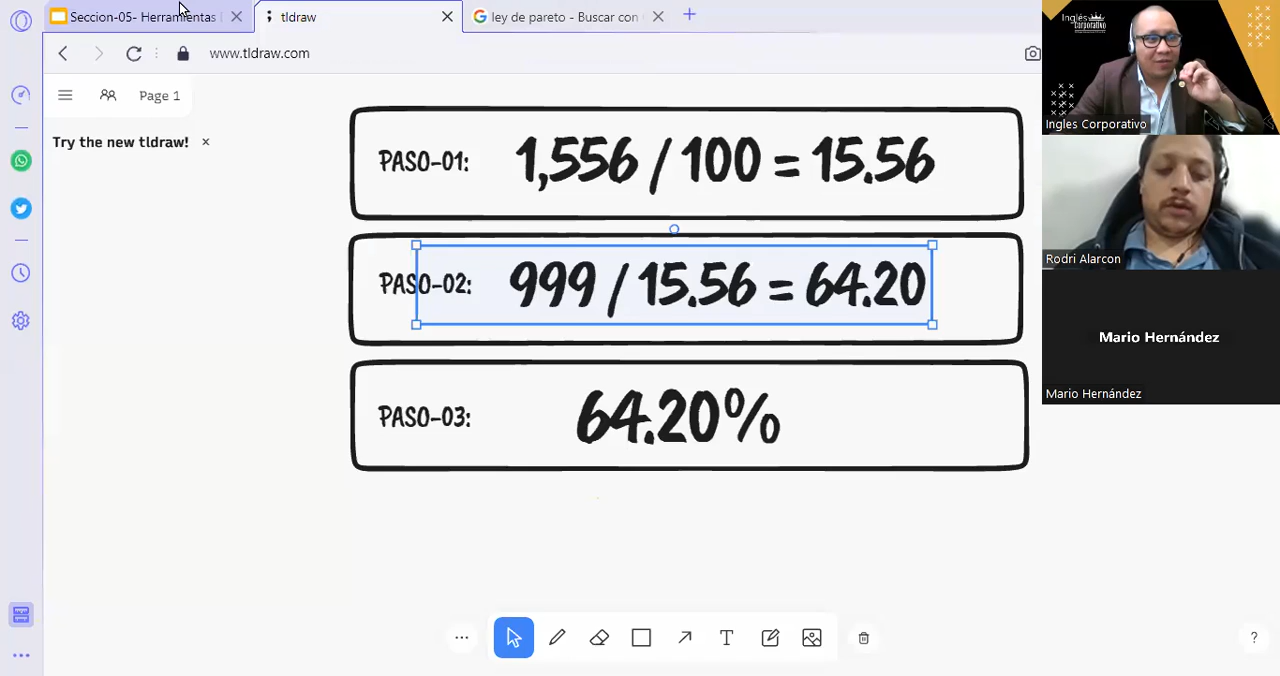 Seccion-05- Herramientas
tldraw
ley de pareto - Buscar con
www.tldraw.com
Page 1
Try the new tldraw!
PASO-01: 1,556 / 100 = 15.56
PASO-02: 999 / 15.56 = 64.20
PASO-03: 64.20%
T
?
Inglés
Corporativo
Ingles Corporativo
Rodri Alarcon
Mario Hernández
Mario Hernández